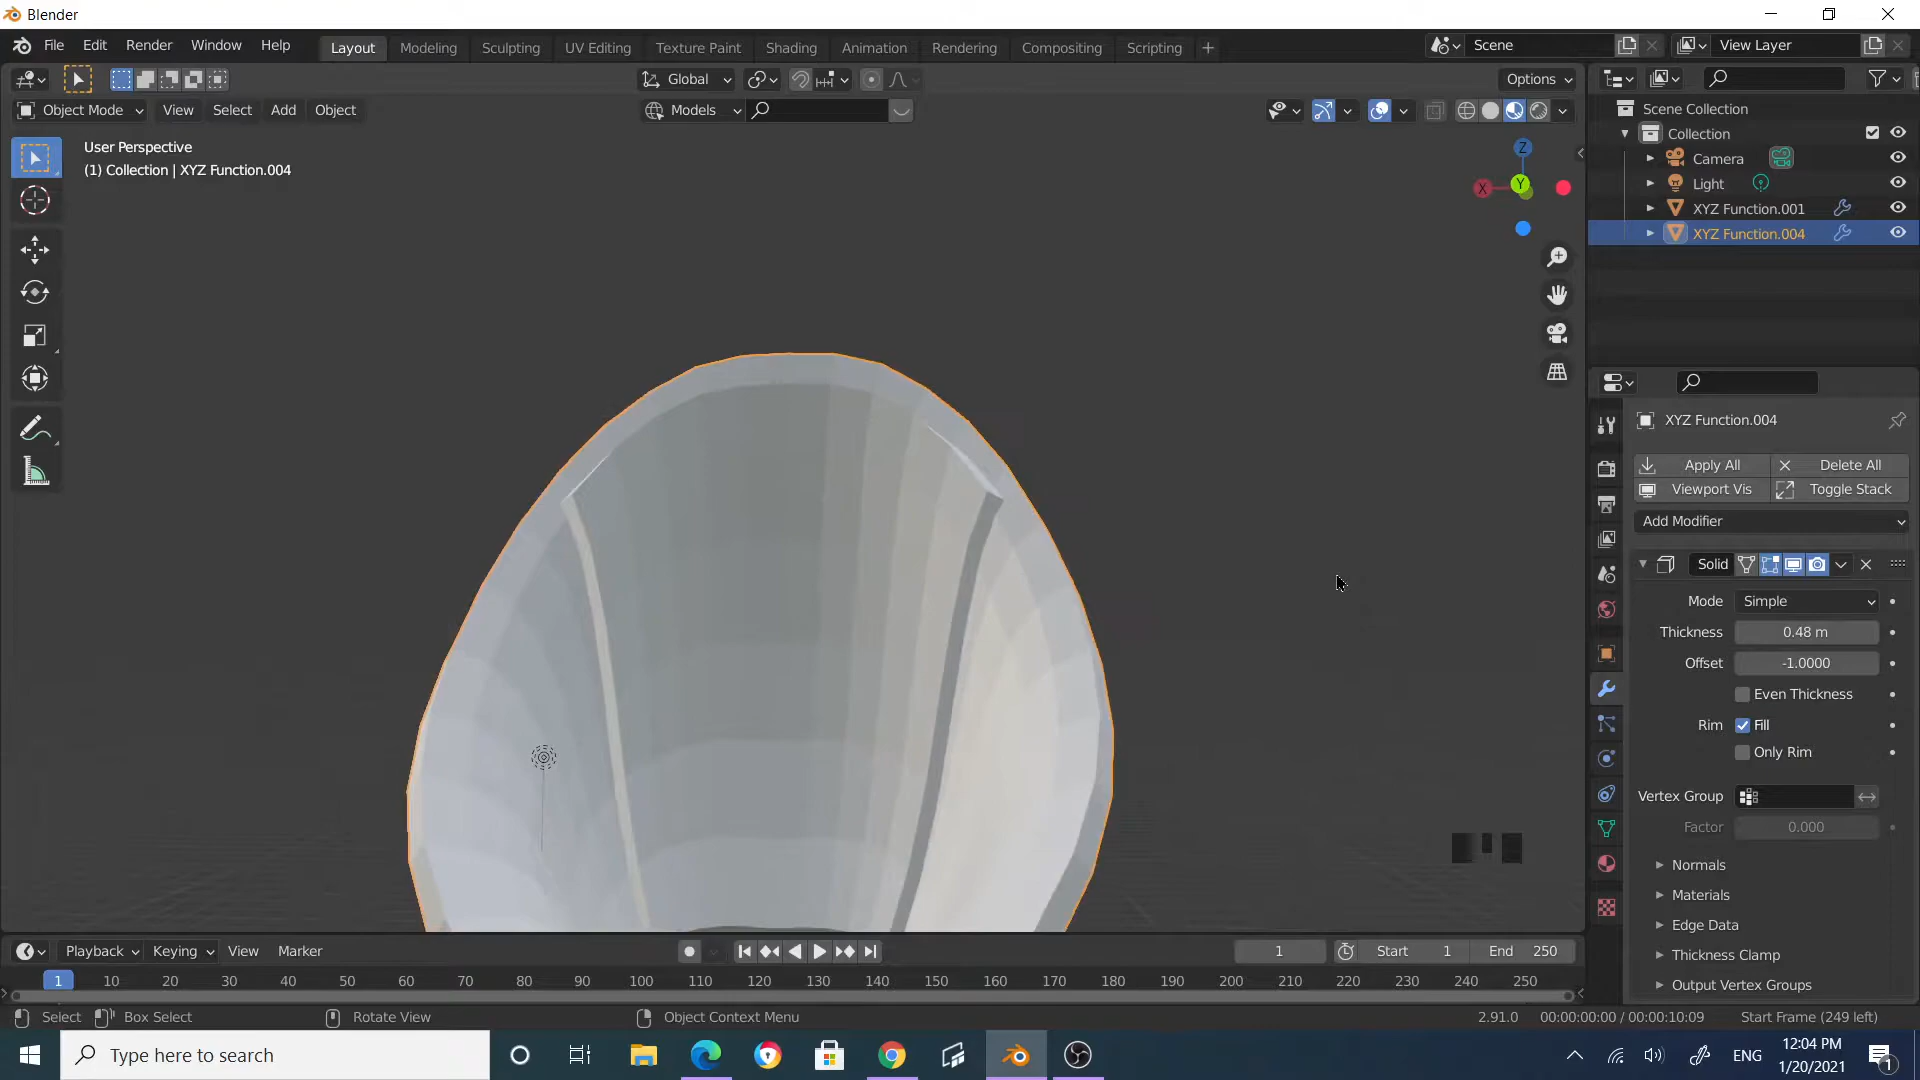 Blender
File Edit Render Window Help Layout Modeling Sculpting UV Editing Texture Paint Shading Animation Rendering Compositing Scripting + Scene View Layer
Global Options
Object Mode View Select Add Object Models
User Perspective
(1) Collection | XYZ Function.004
Z
X
Y
Scene Collection
Collection
Camera
Light
XYZ Function.001
XYZ Function.004
XYZ Function.004
Apply All Delete All
Viewport Vis Toggle Stack
Add Modifier
Solid
Mode Simple
Thickness 0.48 m
Offset -1.0000
Even Thickness
Rim Fill
Only Rim
Vertex Group
Factor 0.000
Normals
Materials
Edge Data
Thickness Clamp
Output Vertex Groups
Playback Keying View Marker 1 Start 1 End 250
1 10 20 30 40 50 60 70 80 90 100 110 120 130 140 150 160 170 180 190 200 210 220 230 240 250
Select Box Select Rotate View Object Context Menu 2.91.0 00:00:00:00 / 00:00:10:09 Start Frame (249 left)
Type here to search
ENG
12:04 PM
1/20/2021
1